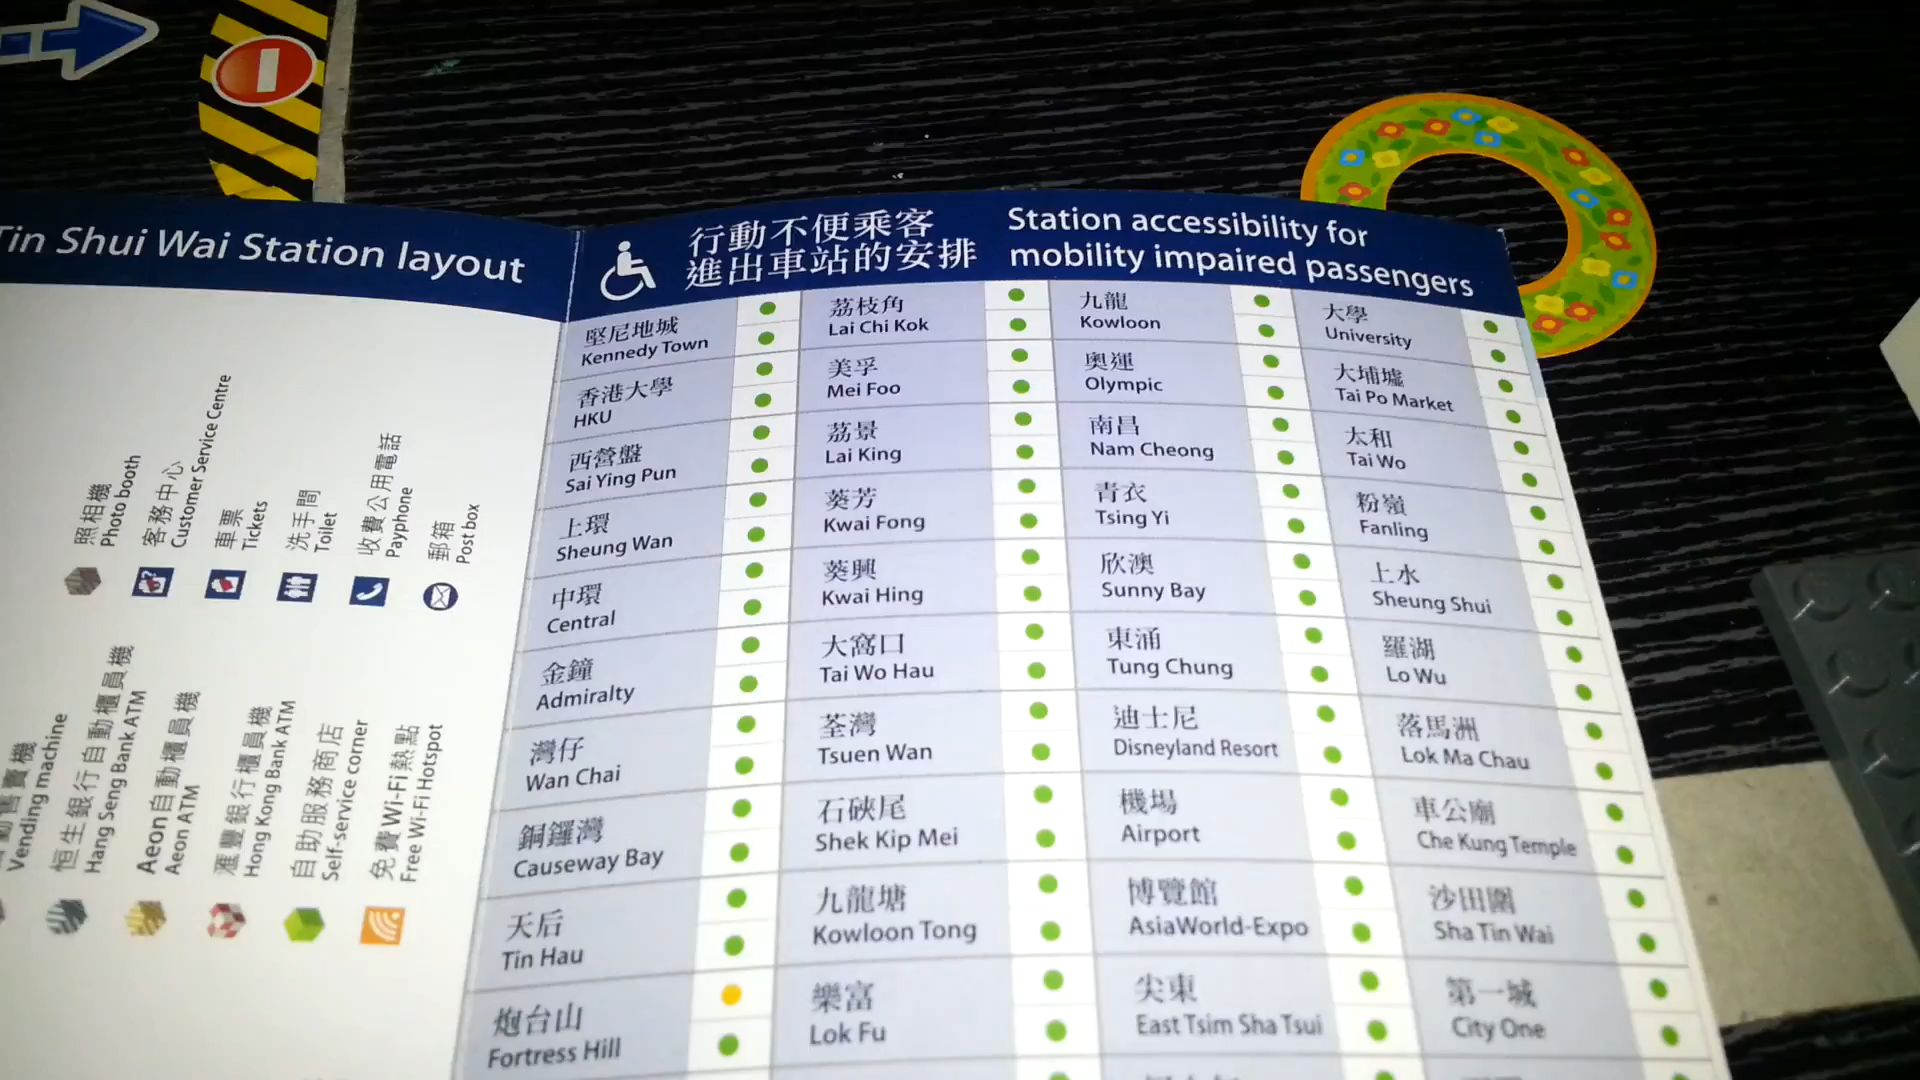 Tin Shui Wai Station layout
照相機
Photo booth
客務中心
Customer Service Centre
車票
Tickets
洗手間
Toilet
收費公用電話
Payphone
郵箱
Post box
售賣機
Vending machine
恒生銀行自動櫃員機
Hang Seng Bank ATM
Aeon自動櫃員機
Aeon ATM
滙豐銀行櫃員機
Hong Kong Bank ATM
自助服務商店
Self-service corner
免費Wi-Fi熱點
Free Wi-Fi Hotspot
行動不便乘客
進出車站的安排
Station accessibility for
mobility impaired passengers
堅尼地城
Kennedy Town
香港大學
HKU
西營盤
Sai Ying Pun
上環
Sheung Wan
中環
Central
金鐘
Admiralty
灣仔
Wan Chai
銅鑼灣
Causeway Bay
天后
Tin Hau
炮台山
Fortress Hill
荔枝角
Lai Chi Kok
美孚
Mei Foo
荔景
Lai King
葵芳
Kwai Fong
葵興
Kwai Hing
大窩口
Tai Wo Hau
荃灣
Tsuen Wan
石硤尾
Shek Kip Mei
九龍塘
Kowloon Tong
樂富
Lok Fu
九龍
Kowloon
奧運
Olympic
南昌
Nam Cheong
青衣
Tsing Yi
欣澳
Sunny Bay
東涌
Tung Chung
迪士尼
Disneyland Resort
機場
Airport
博覽館
AsiaWorld-Expo
尖東
East Tsim Sha Tsui
大學
University
大埔墟
Tai Po Market
太和
Tai Wo
粉嶺
Fanling
上水
Sheung Shui
羅湖
Lo Wu
落馬洲
Lok Ma Chau
車公廟
Che Kung Temple
沙田圍
Sha Tin Wai
第一城
City One